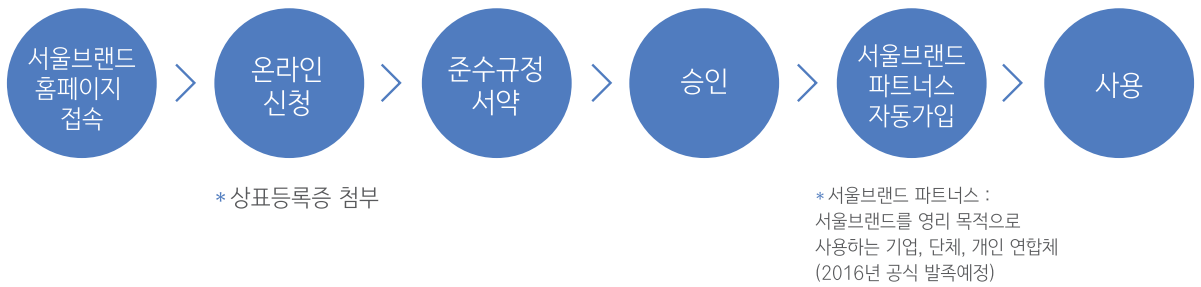 서울브랜드
홈페이지
접속
온라인
신청
준수규정
서약
승인
서울브랜드
파트너스
자동가입
사용
* 상표등록증 첨부
* 서울브랜드 파트너스 :
서울브랜드를 영리 목적으로
사용하는 기업, 단체, 개인 연합체
(2016년 공식 발족예정)